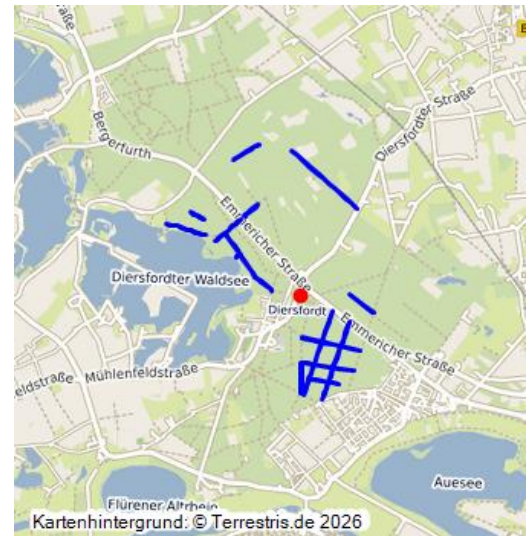 Diersfordter Straße
Bergerfurth
Emmericher Straße
Diersfordter Waldsee
Diersfordt
Emmericher Straße
Mühlenfeldstraße
eldstraße
Auesee
Flürener Altrhein
Kartenhintergrund: © Terrestris.de 2026